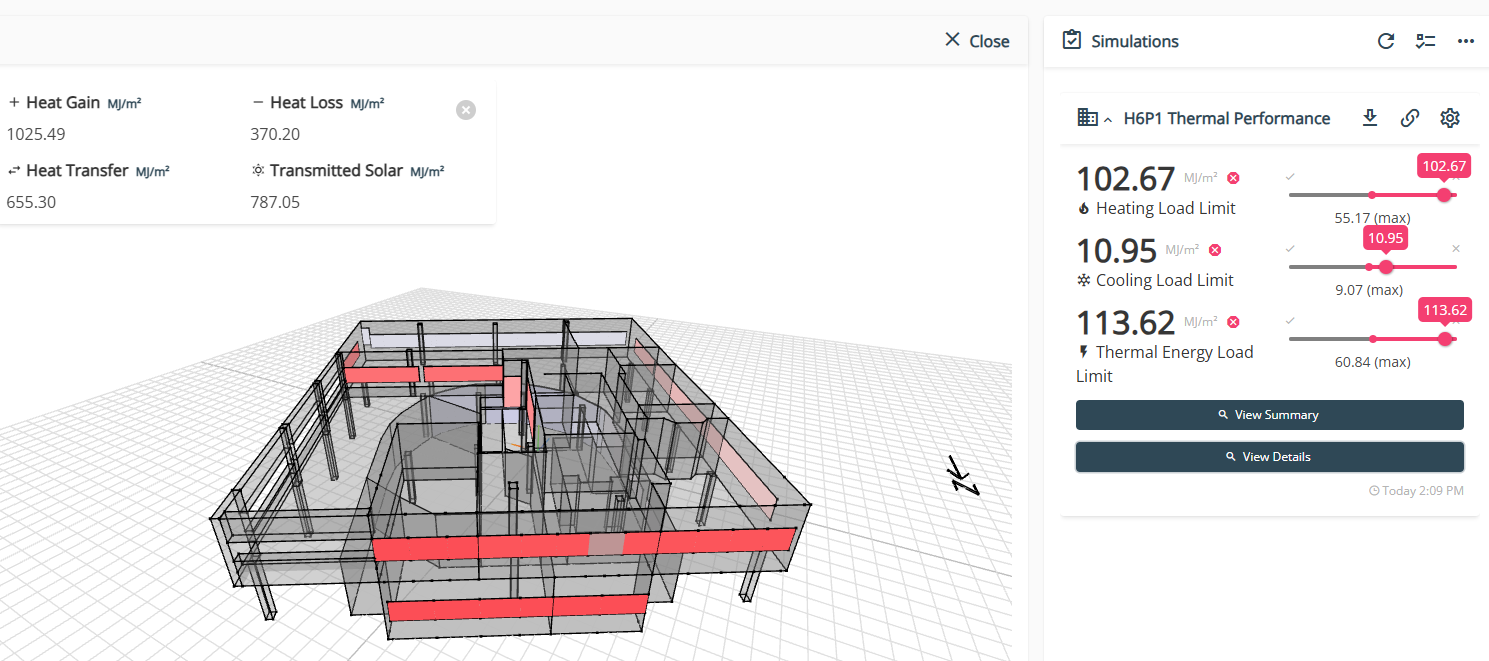 Close
Heat Gain MJ/m²
Heat Loss MJ/m²
1025.49
370.20
Heat Transfer MJ/m²
Transmitted Solar MJ/m²
655.30
787.05
Simulations
H6P1 Thermal Performance
102.67 MJ/m²
Heating Load Limit
102.67
55.17 (max)
10.95 MJ/m²
Cooling Load Limit
10.95
9.07 (max)
113.62 MJ/m²
Thermal Energy Load
Limit
113.62
60.84 (max)
View Summary
View Details
Today 2:09 PM